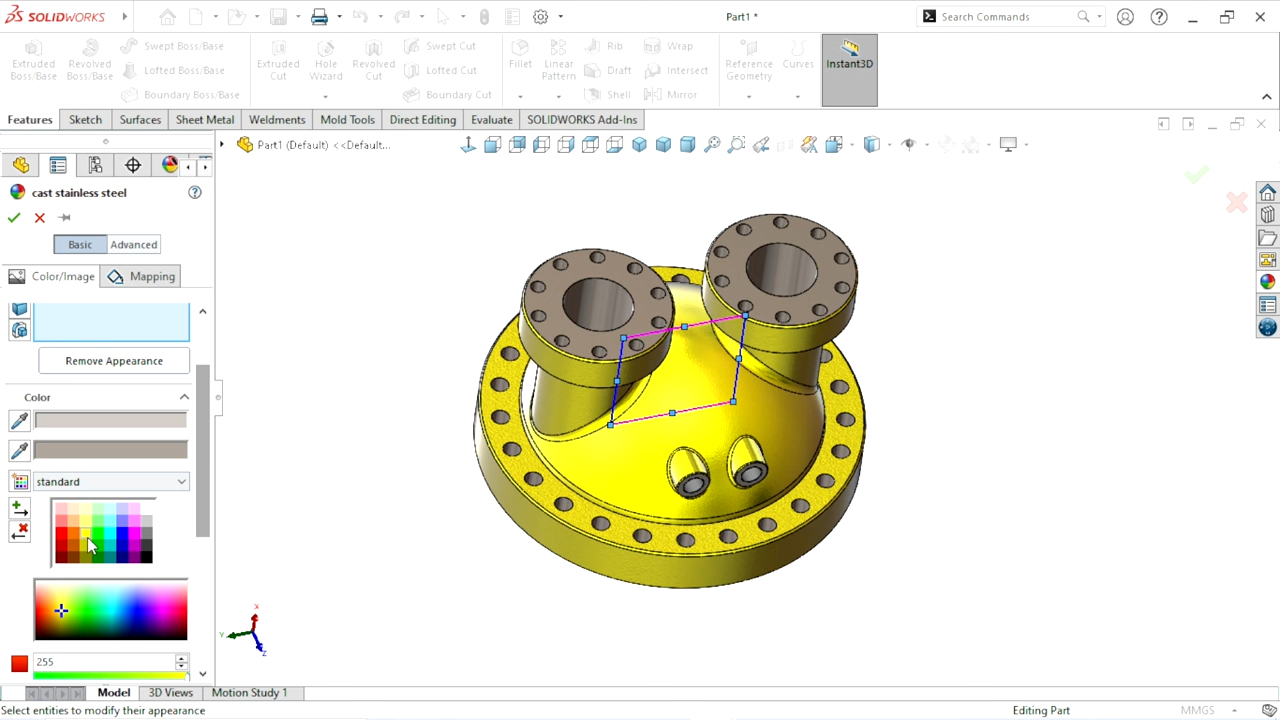 SOLIDWORKS
Part1 *
Search Commands
Extruded Boss/Base
Revolved Boss/Base
Swept Boss/Base
Lofted Boss/Base
Boundary Boss/Base
Extruded Cut
Hole Wizard
Revolved Cut
Swept Cut
Lofted Cut
Boundary Cut
Fillet
Linear Pattern
Rib
Draft
Shell
Wrap
Intersect
Mirror
Reference Geometry
Curves
Instant3D
Features Sketch Surfaces Sheet Metal Weldments Mold Tools Direct Editing Evaluate SOLIDWORKS Add-Ins
Part1 (Default) <<Default...
cast stainless steel
Basic Advanced
Color/Image Mapping
Remove Appearance
Color
standard
255
X
Y
Z
Model 3D Views Motion Study 1
Select entities to modify their appearance Editing Part MMGS